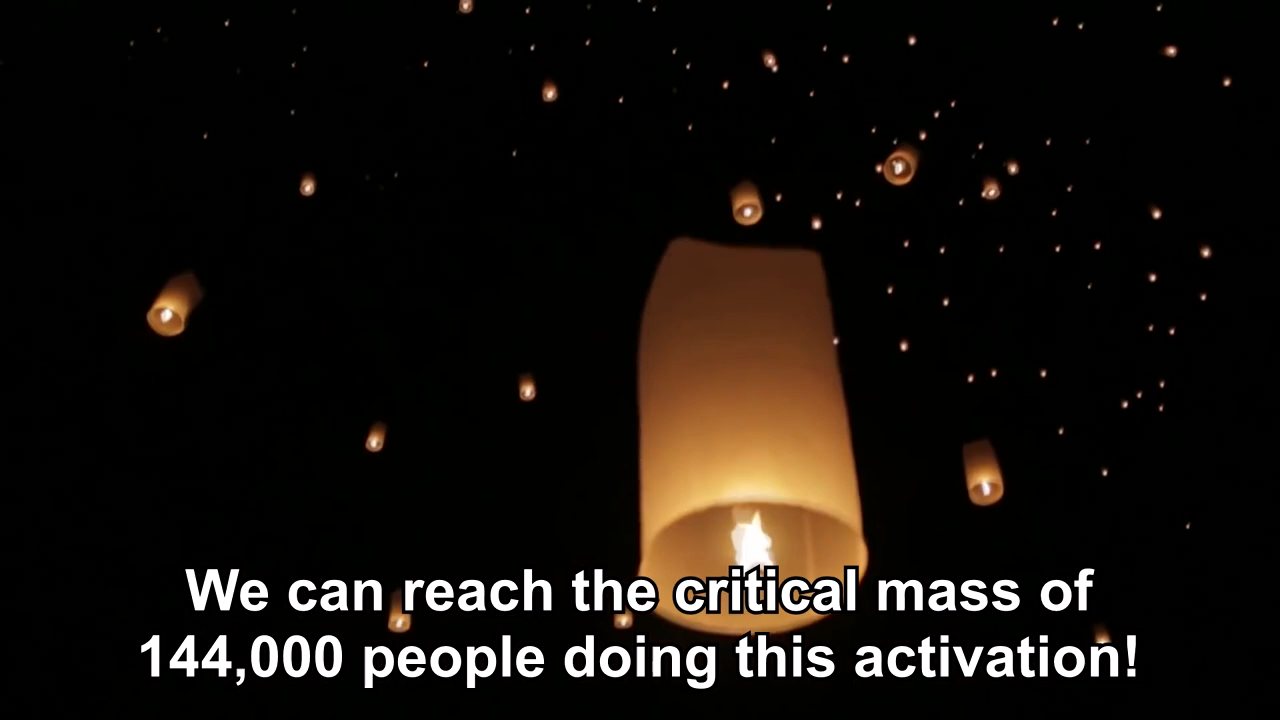 We can reach the critical mass of
144,000 people doing this activation!